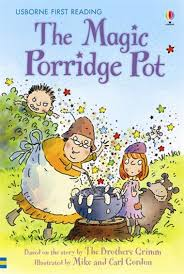 USBORNE FIRST READING
The Magic
Porridge Pot
Based on the story by The Brothers Grimm
Illustrated by Mike and Carl Gordon